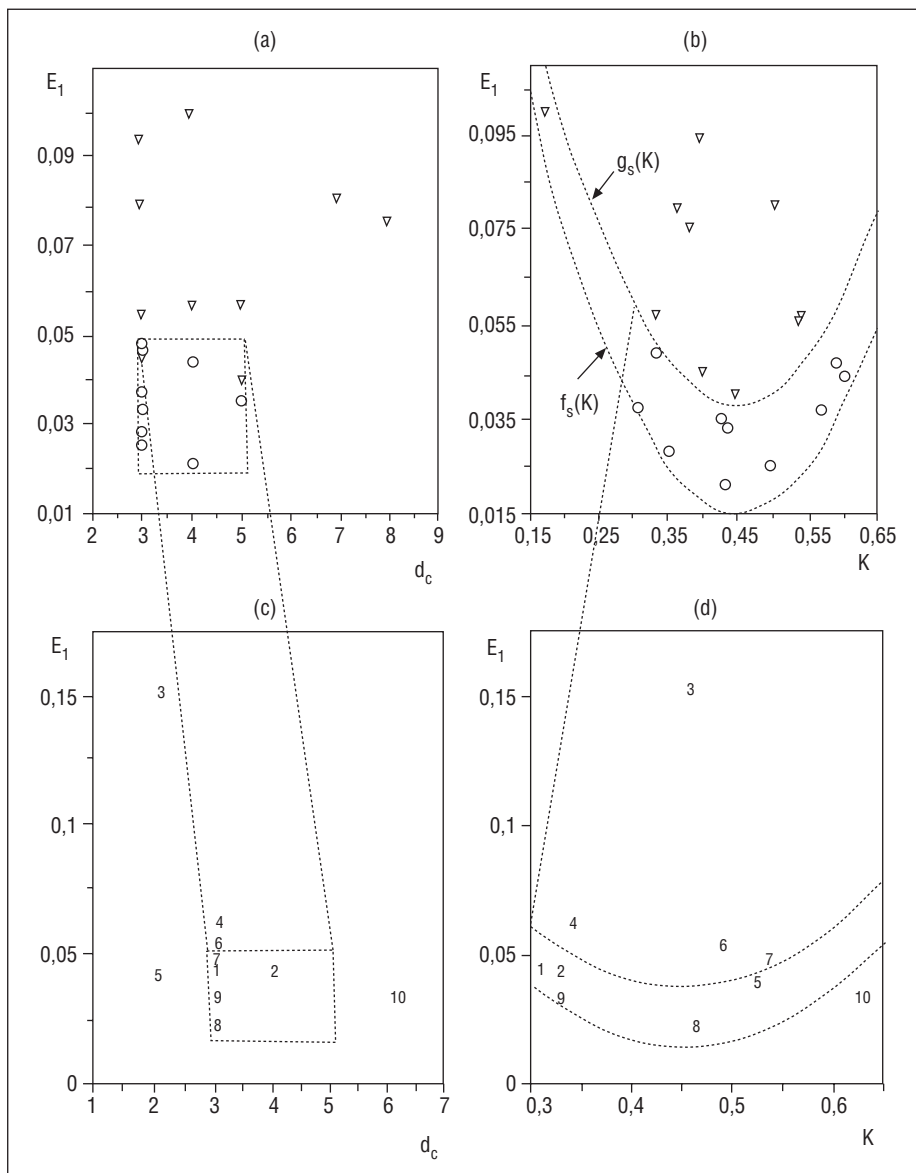 (a)
E1
0,09
0,07
0,05
0,03
0,01
2 3 4 5 6 7 8 9
dc
(b)
E1
0,095
0,075
0,055
0,035
0,015
gs(K)
fs(K)
0,15 0,25 0,35 0,45 0,55 0,65
K
(c)
E1
0,15
0,1
0,05
0
3
4
6
7
5 1 2
9 10
8
1 2 3 4 5 6 7
dc
(d)
E1
0,15
0,1
0,05
0
3
4
6
7
1 2 5
9 10
8
0,3 0,4 0,5 0,6
K